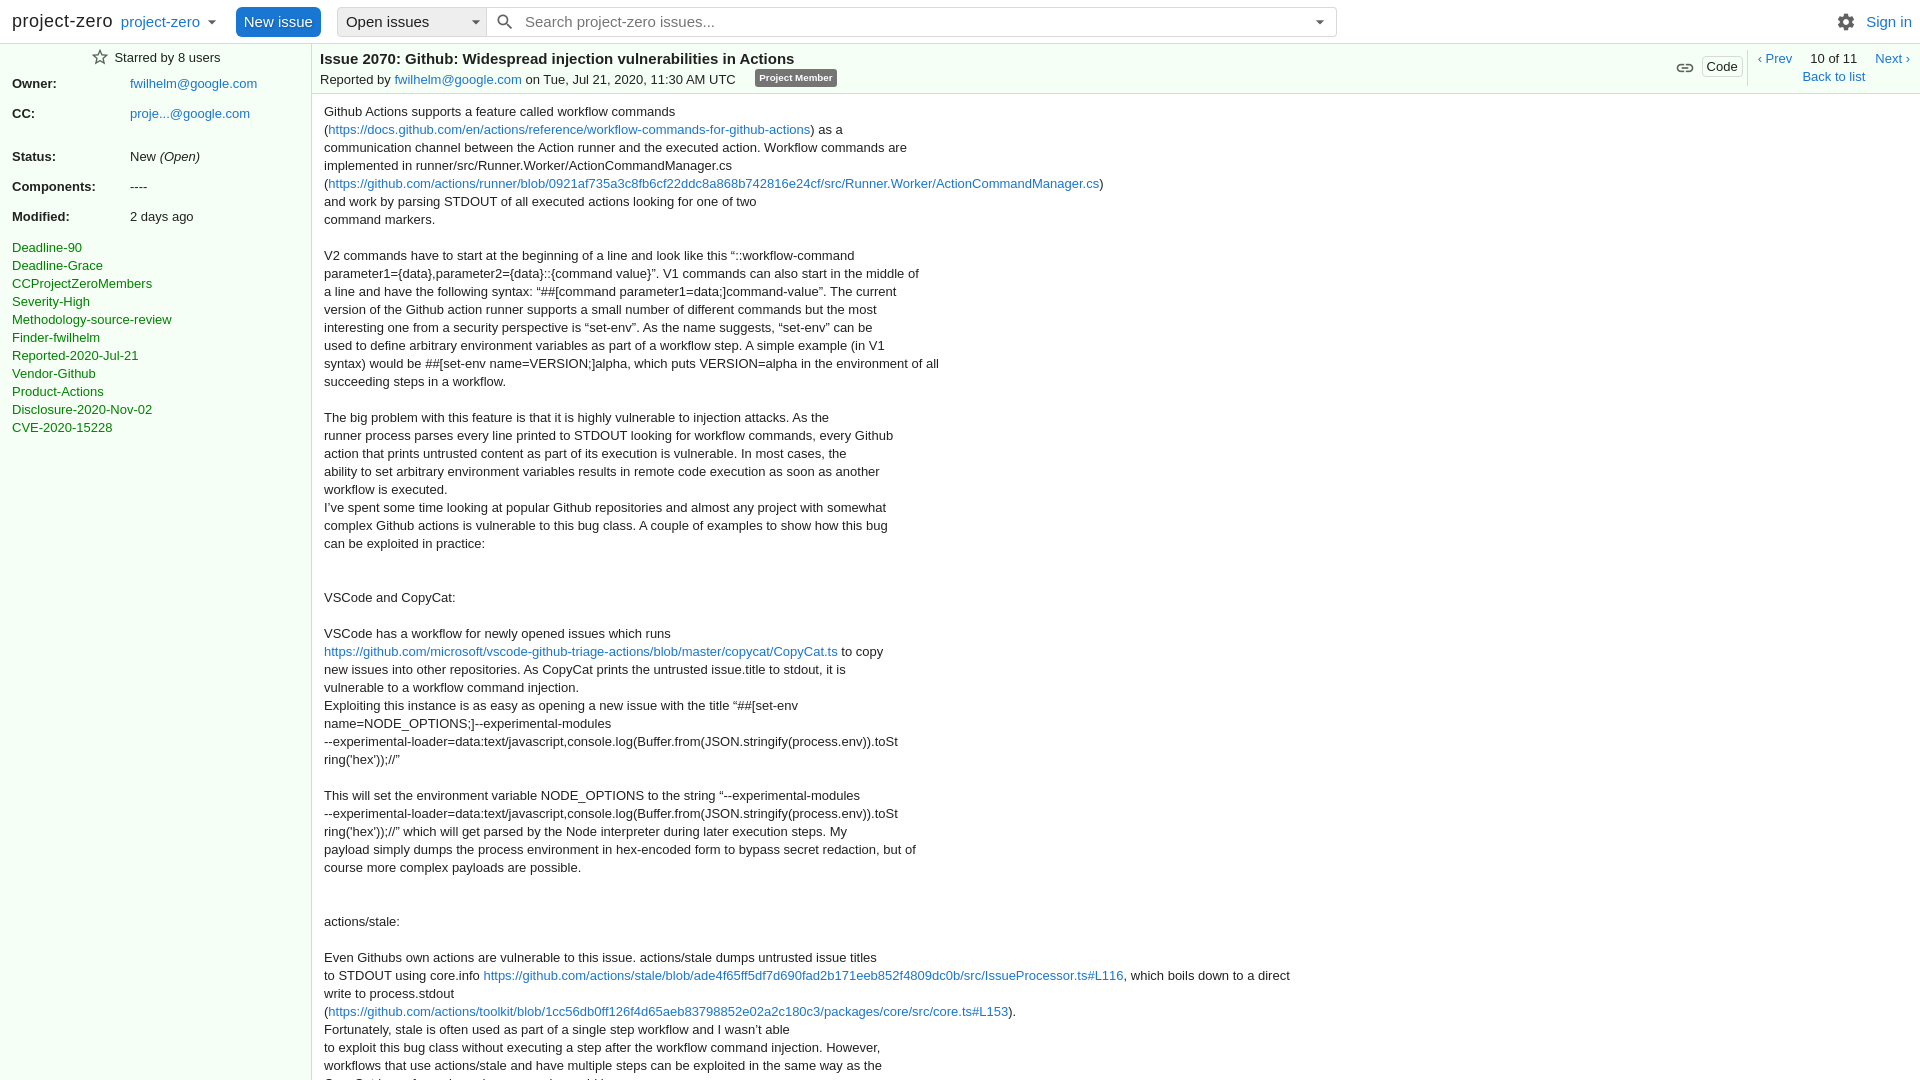 project-zero project-zero New issue Open issues Search project-zero issues... Sign in
Starred by 8 users
Owner: fwilhelm@google.com
CC: proje...@google.com
Status: New (Open)
Components: ----
Modified: 2 days ago
Deadline-90
Deadline-Grace
CCProjectZeroMembers
Severity-High
Methodology-source-review
Finder-fwilhelm
Reported-2020-Jul-21
Vendor-Github
Product-Actions
Disclosure-2020-Nov-02
CVE-2020-15228
Issue 2070: Github: Widespread injection vulnerabilities in Actions
Reported by fwilhelm@google.com on Tue, Jul 21, 2020, 11:30 AM UTC Project Member
Code
‹ Prev 10 of 11 Next ›
Back to list
Github Actions supports a feature called workflow commands
(https://docs.github.com/en/actions/reference/workflow-commands-for-github-actions) as a
communication channel between the Action runner and the executed action. Workflow commands are
implemented in runner/src/Runner.Worker/ActionCommandManager.cs
(https://github.com/actions/runner/blob/0921af735a3c8fb6cf22ddc8a868b742816e24cf/src/Runner.Worker/ActionCommandManager.cs)
and work by parsing STDOUT of all executed actions looking for one of two
command markers.
V2 commands have to start at the beginning of a line and look like this “::workflow-command
parameter1={data},parameter2={data}::{command value}”. V1 commands can also start in the middle of
a line and have the following syntax: “##[command parameter1=data;]command-value”. The current
version of the Github action runner supports a small number of different commands but the most
interesting one from a security perspective is “set-env”. As the name suggests, “set-env” can be
used to define arbitrary environment variables as part of a workflow step. A simple example (in V1
syntax) would be ##[set-env name=VERSION;]alpha, which puts VERSION=alpha in the environment of all
succeeding steps in a workflow.
The big problem with this feature is that it is highly vulnerable to injection attacks. As the
runner process parses every line printed to STDOUT looking for workflow commands, every Github
action that prints untrusted content as part of its execution is vulnerable. In most cases, the
ability to set arbitrary environment variables results in remote code execution as soon as another
workflow is executed.
I’ve spent some time looking at popular Github repositories and almost any project with somewhat
complex Github actions is vulnerable to this bug class. A couple of examples to show how this bug
can be exploited in practice:
VSCode and CopyCat:
VSCode has a workflow for newly opened issues which runs
https://github.com/microsoft/vscode-github-triage-actions/blob/master/copycat/CopyCat.ts to copy
new issues into other repositories. As CopyCat prints the untrusted issue.title to stdout, it is
vulnerable to a workflow command injection.
Exploiting this instance is as easy as opening a new issue with the title “##[set-env
name=NODE_OPTIONS;]--experimental-modules
--experimental-loader=data:text/javascript,console.log(Buffer.from(JSON.stringify(process.env)).toSt
ring('hex'));//”
This will set the environment variable NODE_OPTIONS to the string “--experimental-modules
--experimental-loader=data:text/javascript,console.log(Buffer.from(JSON.stringify(process.env)).toSt
ring('hex'));//” which will get parsed by the Node interpreter during later execution steps. My
payload simply dumps the process environment in hex-encoded form to bypass secret redaction, but of
course more complex payloads are possible.
actions/stale:
Even Githubs own actions are vulnerable to this issue. actions/stale dumps untrusted issue titles
to STDOUT using core.info https://github.com/actions/stale/blob/ade4f65ff5df7d690fad2b171eeb852f4809dc0b/src/IssueProcessor.ts#L116, which boils down to a direct
write to process.stdout
(https://github.com/actions/toolkit/blob/1cc56db0ff126f4d65aeb83798852e02a2c180c3/packages/core/src/core.ts#L153).
Fortunately, stale is often used as part of a single step workflow and I wasn’t able
to exploit this bug class without executing a step after the workflow command injection. However,
workflows that use actions/stale and have multiple steps can be exploited in the same way as the